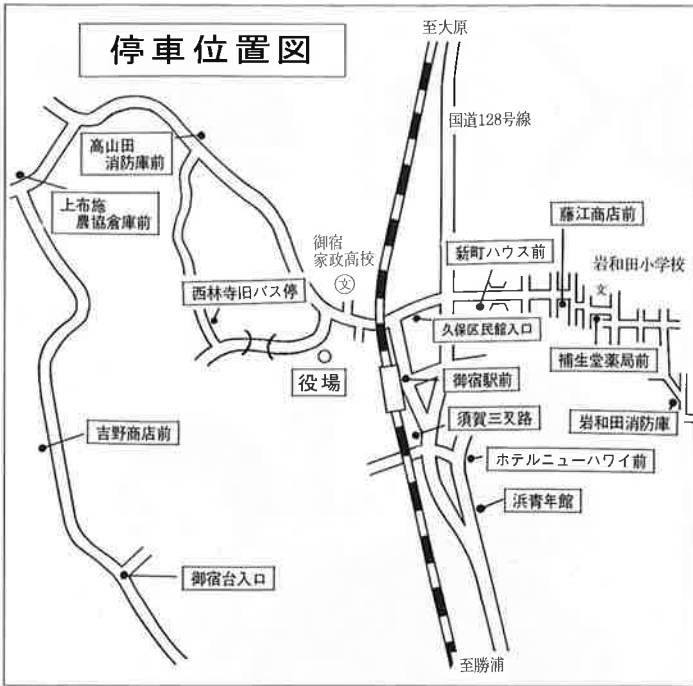 停車位置図
至大原
国道128号線
高山田
消防庫前
上布施
農協倉庫前
御宿
家政高校
文
西林寺旧バス停
役場
藤江商店前
新町ハウス前
岩和田小学校
文
久保区民館入口
補生堂薬局前
御宿駅前
須賀三叉路
岩和田消防庫
吉野商店前
ホテルニューハワイ前
浜青年館
御宿台入口
至勝浦